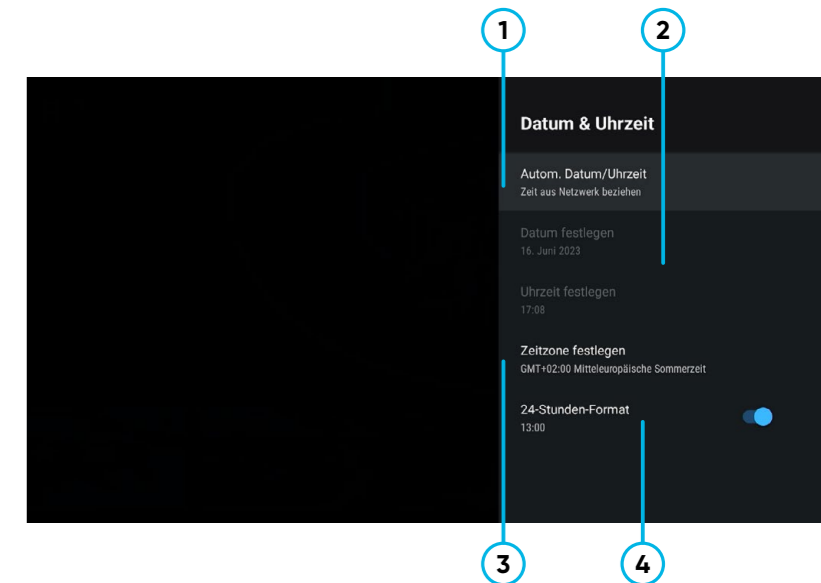 1 2
Datum & Uhrzeit
Autom. Datum/Uhrzeit
Zeit aus Netzwerk beziehen
Datum festlegen
16. Juni 2023
Uhrzeit festlegen
17:08
Zeitzone festlegen
GMT+02:00 Mitteleuropäische Sommerzeit
24-Stunden-Format
13:00
3 4